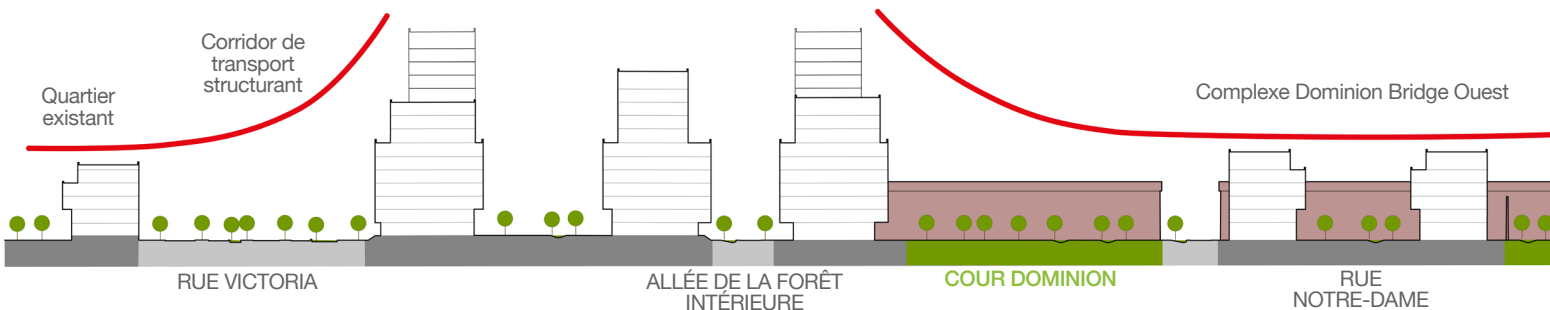 Quartier
existant
Corridor de
transport
structurant
Complexe Dominion Bridge Ouest
RUE VICTORIA
ALLÉE DE LA FORÊT
INTÉRIEURE
COUR DOMINION
RUE
NOTRE-DAME